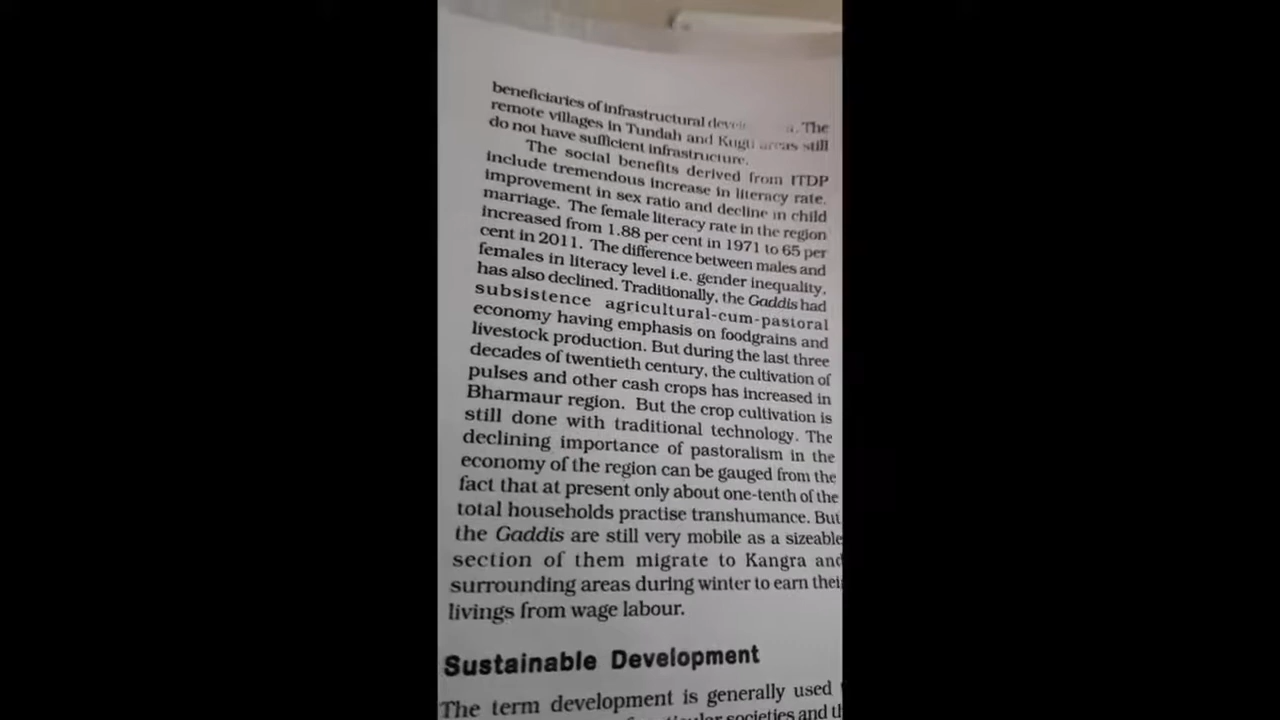 beneficiaries of infrastructural The
remote villages in Tundah and Kugti areas still
do not have sufficient infrastructure.
The social benefits derived from ITDP
include tremendous increase in literacy rate,
improvement in sex ratio and decline in child
marriage. The female literacy rate in the region
increased from 1.88 per cent in 1971 to 65 per
cent in 2011. The difference between males and
females in literacy level i.e. gender inequality,
has also declined. Traditionally, the Gaddis had
subsistence agricultural-cum-pastoral
economy having emphasis on foodgrains and
livestock production. But during the last three
decades of twentieth century, the cultivation of
pulses and other cash crops has increased in
Bharmaur region. But the crop cultivation is
still done with traditional technology. The
declining importance of pastoralism in the
economy of the region can be gauged from the
fact that at present only about one-tenth of the
total households practise transhumance. But
the Gaddis are still very mobile as a sizeable
section of them migrate to Kangra and
surrounding areas during winter to earn their
livings from wage labour.
Sustainable Development
The term development is generally used
societies and